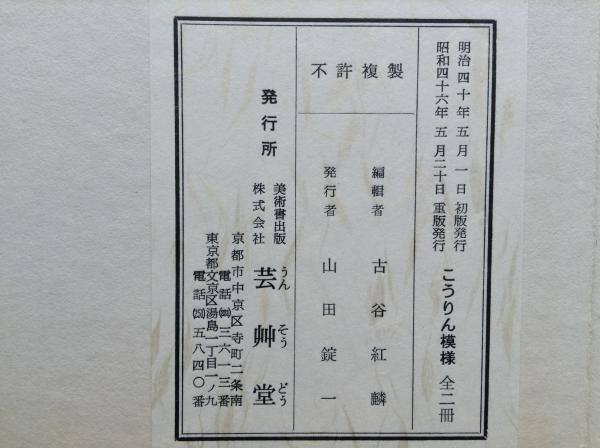 明治四十年五月一日初版発行
昭和四十六年五月二十日重版発行
こうりん模様 全二冊
不許複製
編輯者 古谷紅麟
発行者 山田錠一
発行所
美術書出版
株式会社
芸艸堂
うんそうどう
京都市中京区寺町二条南
電話 三六一三番
東京都文京区湯島一丁目一ノ九
電話 五八四〇番